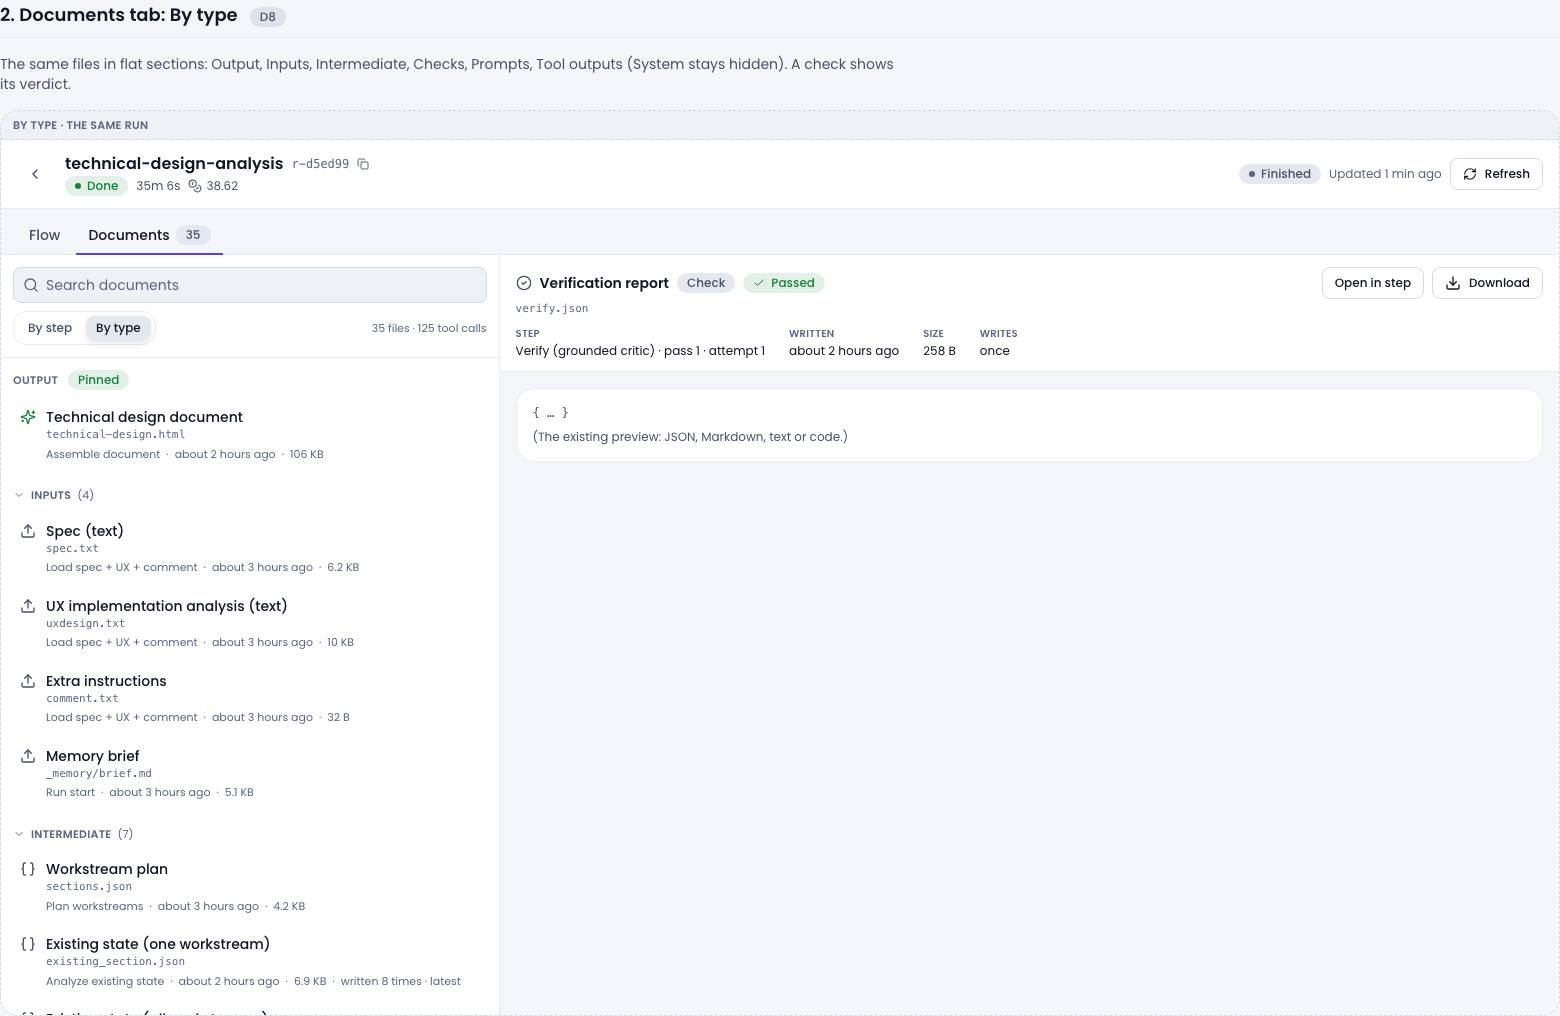 2. Documents tab: By type D8
The same files in flat sections: Output, Inputs, Intermediate, Checks, Prompts, Tool outputs (System stays hidden). A check shows
its verdict.
BY TYPE · THE SAME RUN
technical-design-analysis r-d5ed99
Done 35m 6s 38.62
Finished Updated 1 min ago Refresh
Flow Documents 35
Search documents
By step By type 35 files · 125 tool calls
OUTPUT Pinned
Technical design document
technical-design.html
Assemble document · about 2 hours ago · 106 KB
INPUTS (4)
Spec (text)
spec.txt
Load spec + UX + comment · about 3 hours ago · 6.2 KB
UX implementation analysis (text)
uxdesign.txt
Load spec + UX + comment · about 3 hours ago · 10 KB
Extra instructions
comment.txt
Load spec + UX + comment · about 3 hours ago · 32 B
Memory brief
_memory/brief.md
Run start · about 3 hours ago · 5.1 KB
INTERMEDIATE (7)
Workstream plan
sections.json
Plan workstreams · about 3 hours ago · 4.2 KB
Existing state (one workstream)
existing_section.json
Analyze existing state · about 2 hours ago · 6.9 KB · written 8 times · latest
Verification report Check Passed
Open in step Download
verify.json
STEP WRITTEN SIZE WRITES
Verify (grounded critic) · pass 1 · attempt 1 about 2 hours ago 258 B once
{ … }
(The existing preview: JSON, Markdown, text or code.)